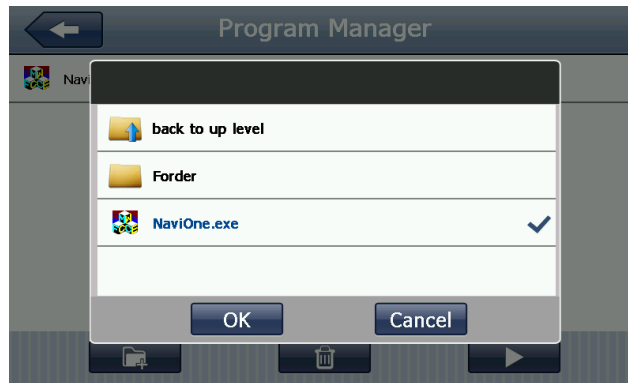 Program Manager
Navi
back to up level
Forder
NaviOne.exe
OK
Cancel